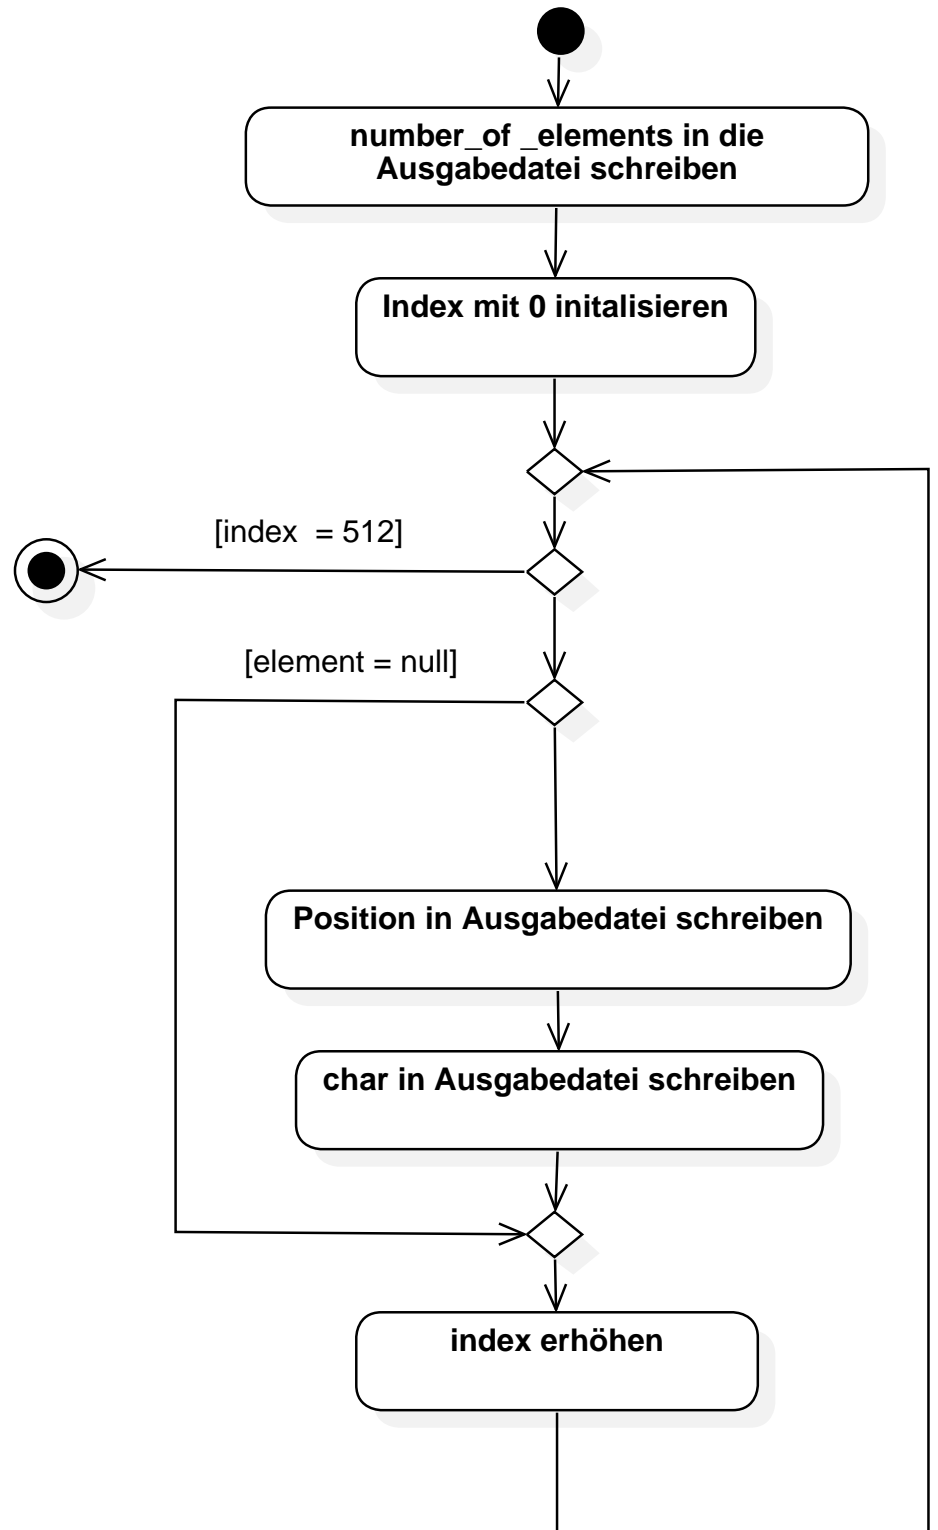 number_of _elements in die
Ausgabedatei schreiben
Index mit 0 initalisieren
[index  = 512]
[element = null]
Position in Ausgabedatei schreiben
char in Ausgabedatei schreiben
index erhöhen